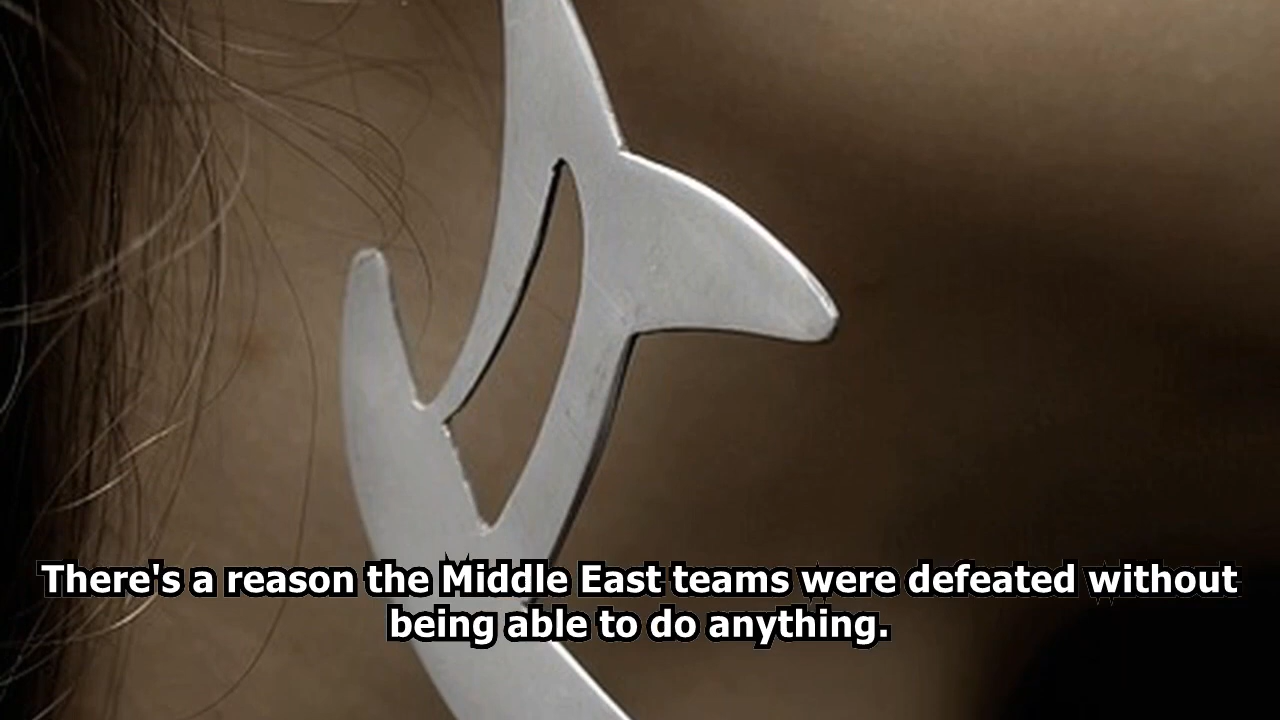 There's a reason the Middle East teams were defeated without
being able to do anything.